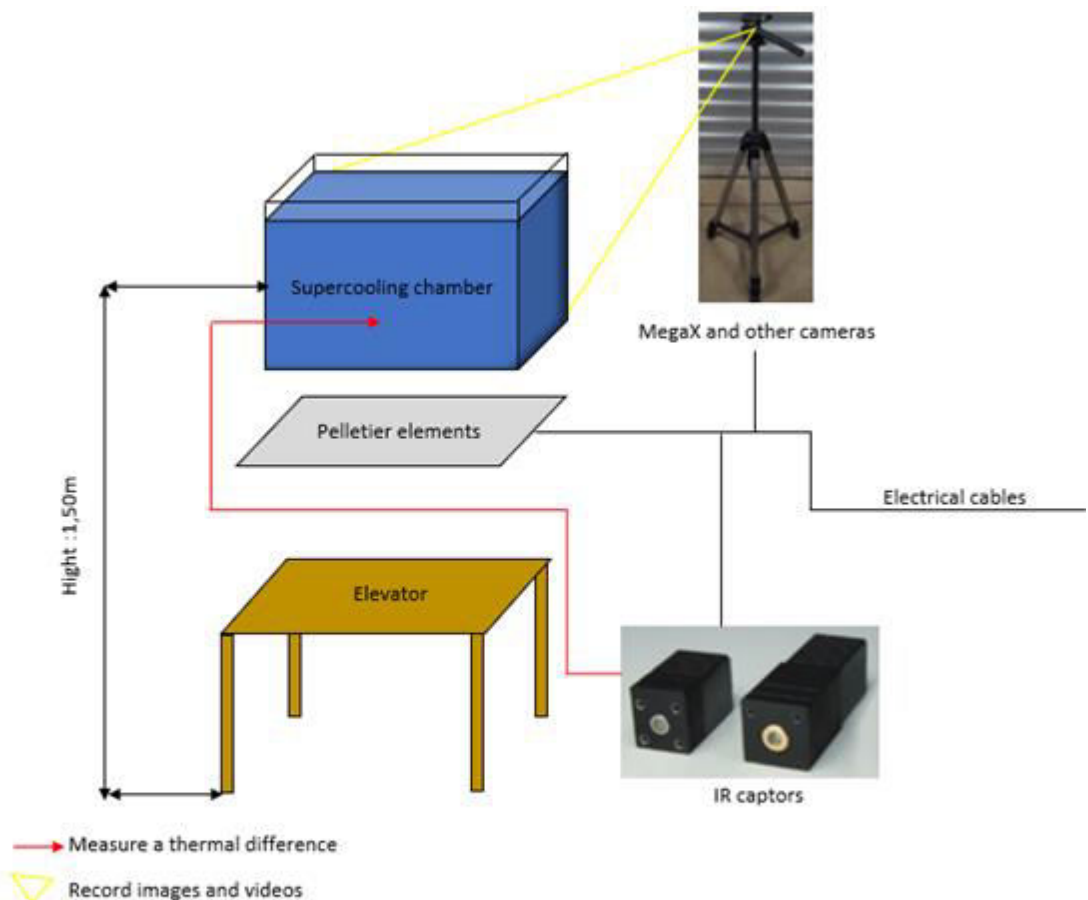 Supercooling chamber
MegaX and other cameras
Pelletier elements
Electrical cables
Hight :1,50m
Elevator
IR captors
Measure a thermal difference
Record images and videos